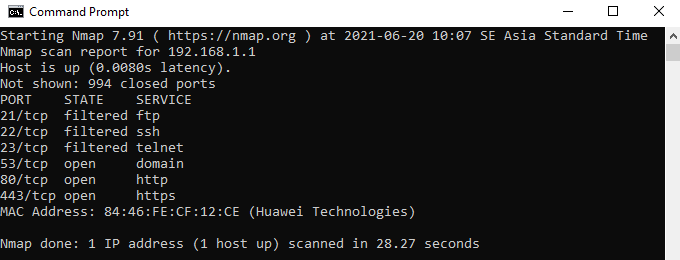 Command Prompt
Starting Nmap 7.91 ( https://nmap.org ) at 2021-06-20 10:07 SE Asia Standard Time
Nmap scan report for 192.168.1.1
Host is up (0.0080s latency).
Not shown: 994 closed ports
PORT    STATE    SERVICE
21/tcp  filtered ftp
22/tcp  filtered ssh
23/tcp  filtered telnet
53/tcp  open     domain
80/tcp  open     http
443/tcp open     https
MAC Address: 84:46:FE:CF:12:CE (Huawei Technologies)
Nmap done: 1 IP address (1 host up) scanned in 28.27 seconds